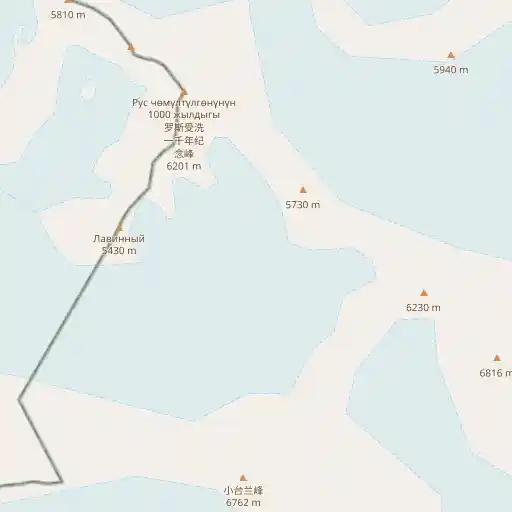 5810 m
5940 m
Рус чөмүлтүлгөнүнүн
1000 жылдыгы
罗斯受洗
一千年纪
念峰
6201 m
5730 m
Лавинный
5430 m
6230 m
6816 m
小台兰峰
6762 m